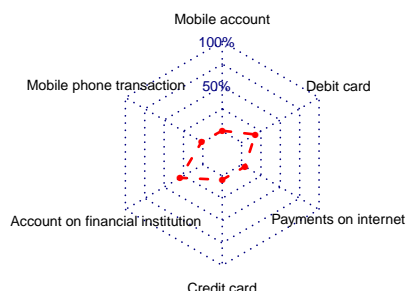 Mobile account
100%
Mobile phone transaction
50%
Debit card
Account on financial institution
Payments on internet
Credit card